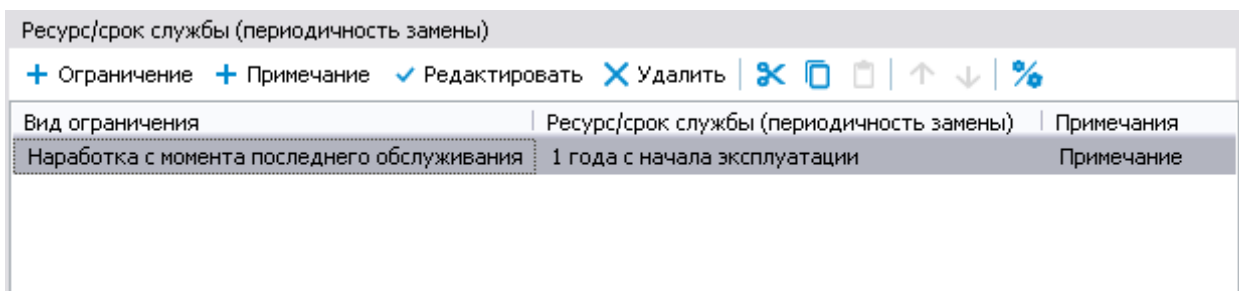 Ресурс/срок службы (периодичность замены)
Ограничение Примечание Редактировать Удалить
Вид ограничения Ресурс/срок службы (периодичность замены) Примечания
Наработка с момента последнего обслуживания 1 года с начала эксплуатации Примечание